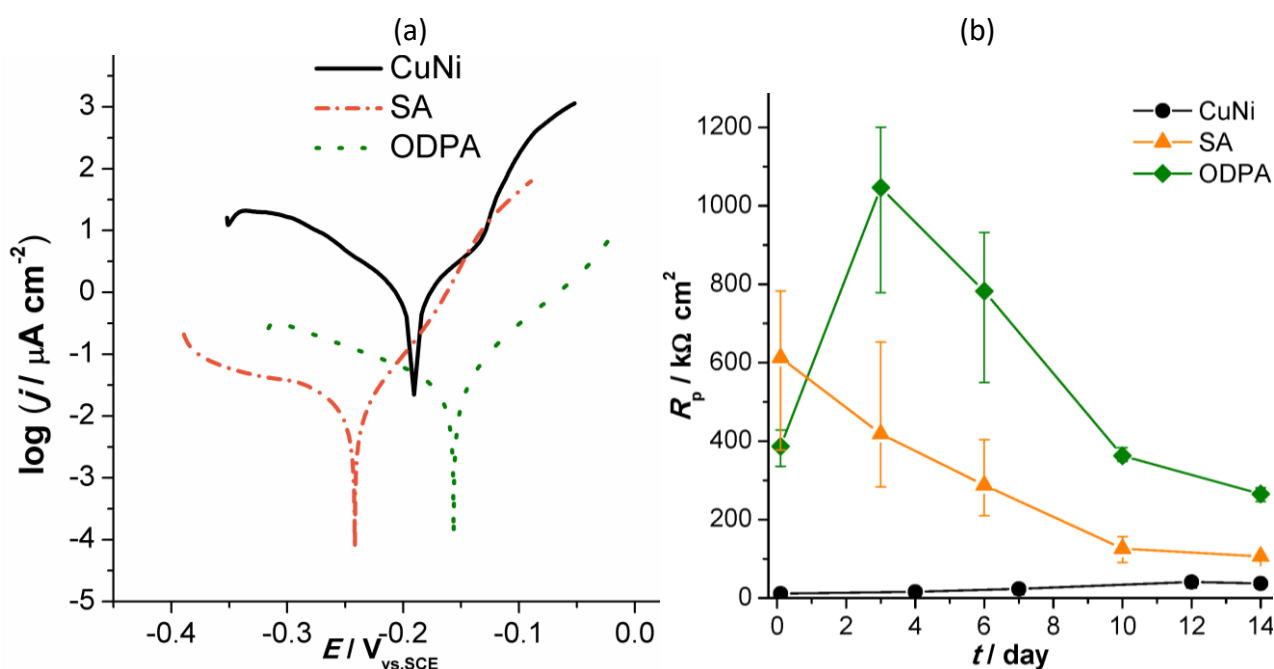 (a)
CuNi
SA
ODPA
log (j / µA cm⁻²)
3
2
1
0
-1
-2
-3
-4
-5
-0.4
-0.3
-0.2
-0.1
0.0
E / V vs.SCE
(b)
CuNi
SA
ODPA
Rp / kΩ cm²
1200
1000
800
600
400
200
0
0
2
4
6
8
10
12
14
t / day